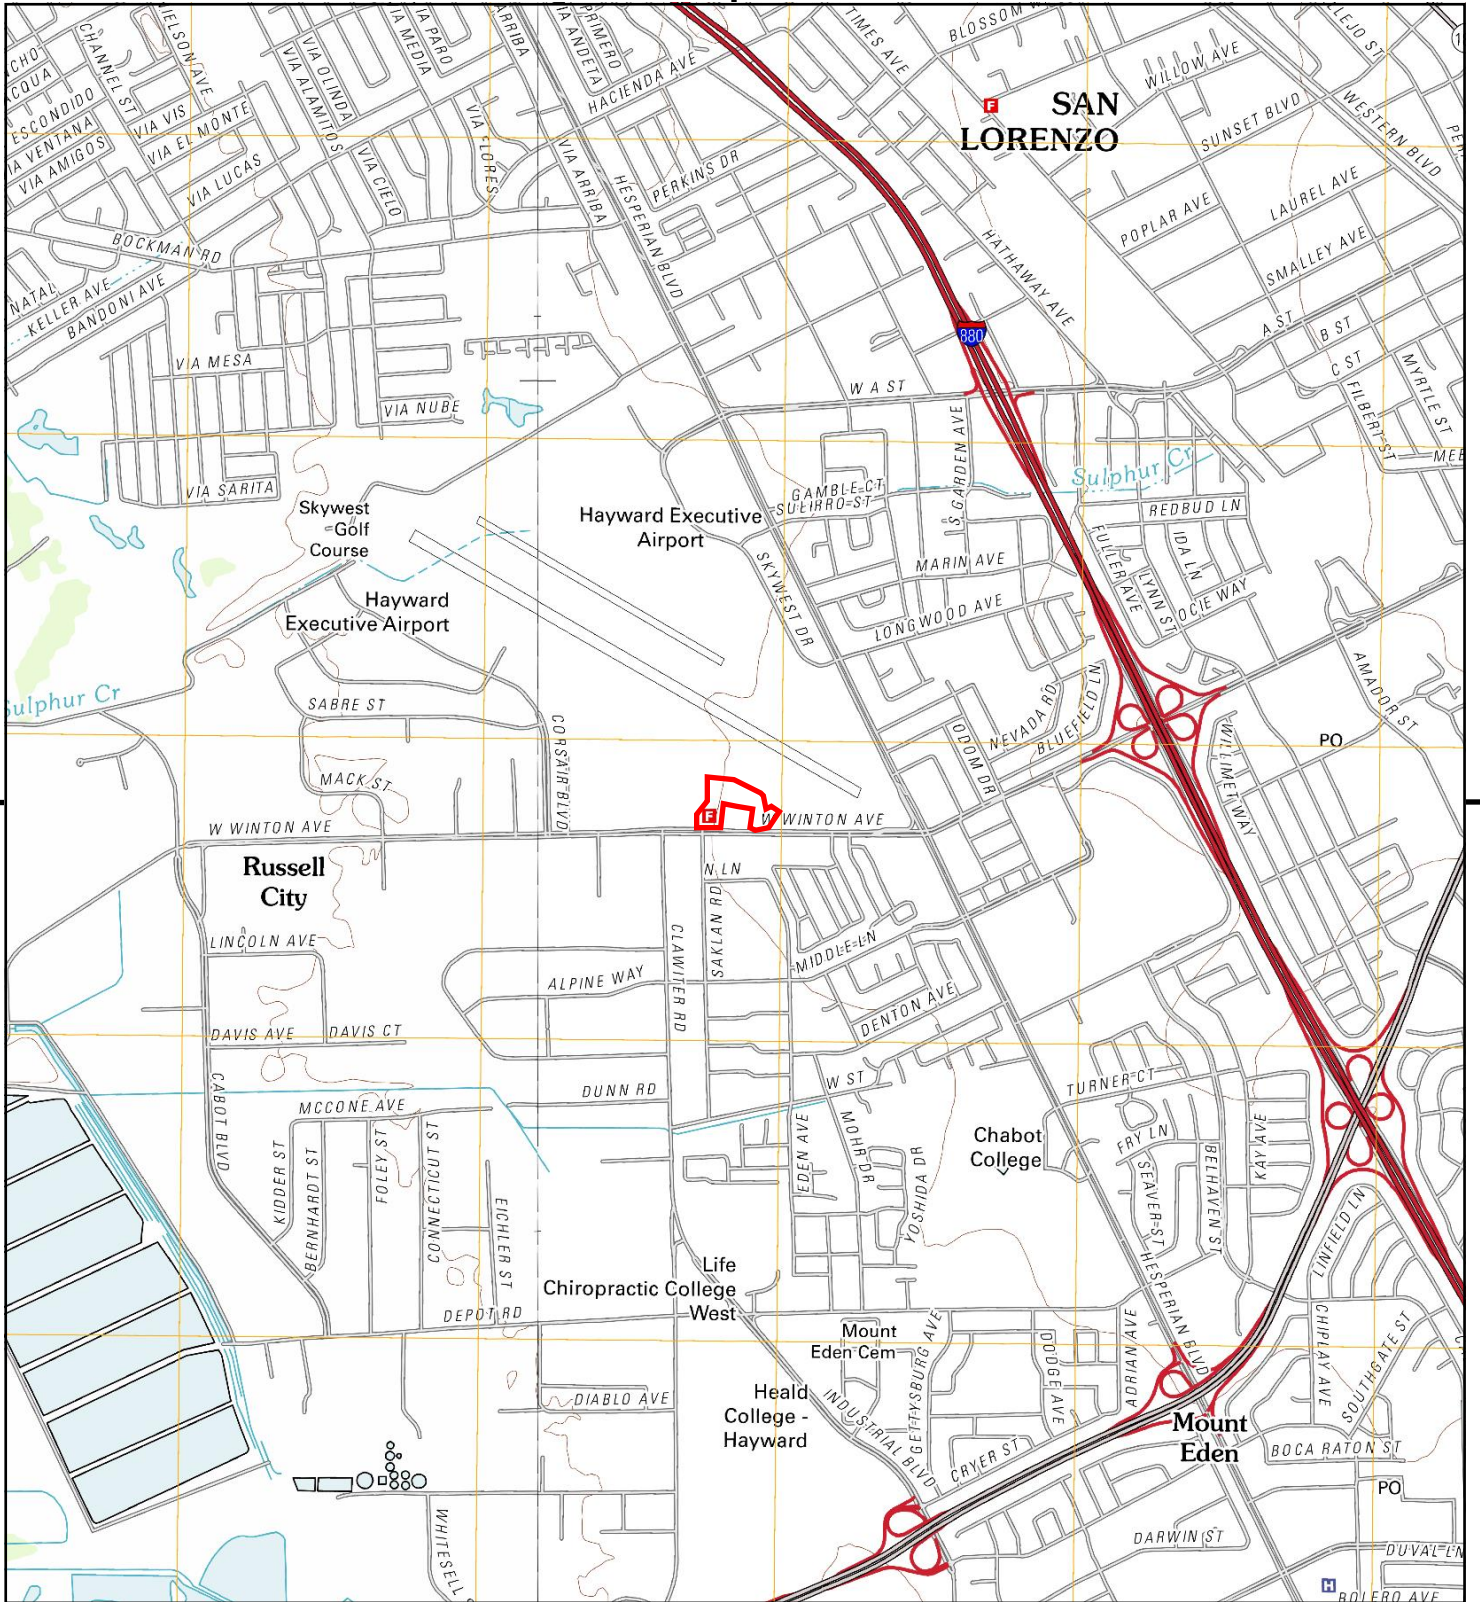 CHANNEL ST
VIA OLINDA
VIA ALAMITOS
VIA MEDIA
VIA PARO
ARRIBA
PRIMERO
VIA ANDETA
HACIENDA AVE
TIMES AVE
WILLOW AVE
SUNSET BLVD
WESTERN BLVD
F
SAN
LORENZO
ESCONDIDO
VIA VIS
VIA EL MONTE
VIA AMIGOS
VIA LUCAS
VIA CIELO
VIA FLORES
VIA ARRIBA
HESPERIAN BLVD
PERKINS DR
LAUREL AVE
POPLAR AVE
SMALLEY AVE
HATHAWAY AVE
BOCKMAN RD
NATAL
KELLER AVE
BANDONI AVE
880
A ST
B ST
C ST
FILBERT ST
MYRTLE ST
VIA MESA
VIA NUBE
W A ST
S GARDEN AVE
Sulphur Cr
VIA SARITA
GAMBLE CT
SULIRRO ST
REDBUD LN
Skywest
Golf
Course
Hayward Executive
Airport
SKYWEST DR
MARIN AVE
FULLER AVE
LYNN ST
IDA LN
OCIE WAY
LONGWOOD AVE
Hayward
Executive Airport
Sulphur Cr
SABRE ST
CORSAIR BLVD
ODOM DR
NEVADA RD
BLUEFIELD LN
AMADOR ST
PO
WILLIMET WAY
MACK ST
F
W WINTON AVE
W WINTON AVE
Russell
City
N LN
LINCOLN AVE
CLAWITER RD
SAKLAN RD
MIDDLE LN
ALPINE WAY
DENTON AVE
DAVIS AVE
DAVIS CT
CABOT BLVD
DUNN RD
W ST
TURNER CT
MCCONE AVE
KIDDER ST
BERNHARDT ST
FOLEY ST
CONNECTICUT ST
EICHLER ST
EDEN AVE
MOHR DR
YOSHIDA DR
Chabot
College
FRY LN
SEAVER ST
BELHAVEN ST
KAY AVE
LINFIELD LN
Life
Chiropractic College
West
DEPOT RD
HESPERIAN BLVD
Mount
Eden Cem
GETTYSBURG AVE
DODGE AVE
ADRIAN AVE
CHIPLAY AVE
SOUTHGATE ST
DIABLO AVE
Heald
College -
Hayward
INDUSTRIAL BLVD
CRYER ST
Mount
Eden
BOCA RATON ST
PO
WHITESELL
DARWIN ST
DUVAL LN
H
BOLERO AVE